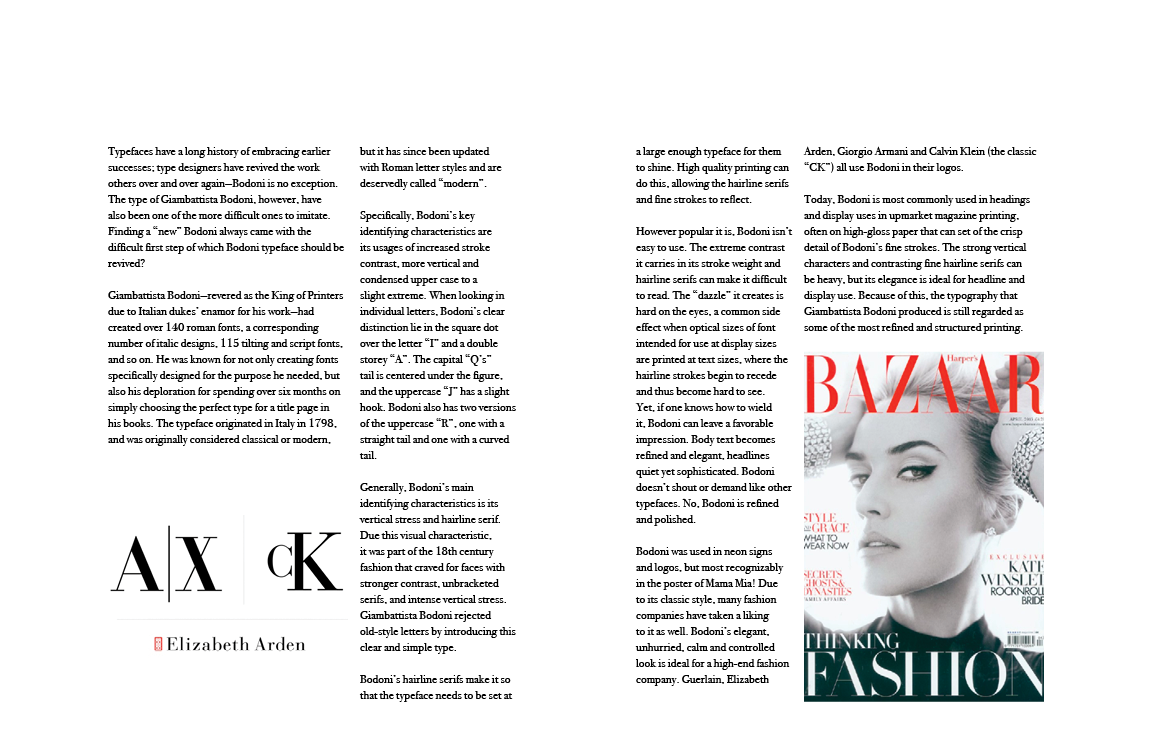 Typefaces have a long history of embracing earlier
successes; type designers have revived the work
others over and over again—Bodoni is no exception.
The type of Giambattista Bodoni, however, have
also been one of the more difficult ones to imitate.
Finding a “new” Bodoni always came with the
difficult first step of which Bodoni typeface should be
revived?
Giambattista Bodoni—revered as the King of Printers
due to Italian dukes’ enamor for his work—had
created over 140 roman fonts, a corresponding
number of italic designs, 115 tilting and script fonts,
and so on. He was known for not only creating fonts
specifically designed for the purpose he needed, but
also his deploration for spending over six months on
simply choosing the perfect type for a title page in
his books. The typeface originated in Italy in 1798,
and was originally considered classical or modern,
A|X
CK
Elizabeth Arden
but it has since been updated
with Roman letter styles and are
deservedly called “modern”.
Specifically, Bodoni’s key
identifying characteristics are
its usages of increased stroke
contrast, more vertical and
condensed upper case to a
slight extreme. When looking in
individual letters, Bodoni’s clear
distinction lie in the square dot
over the letter “I” and a double
storey “A”. The capital “Q’s”
tail is centered under the figure,
and the uppercase “J” has a slight
hook. Bodoni also has two versions
of the uppercase “R”, one with a
straight tail and one with a curved
tail.
Generally, Bodoni’s main
identifying characteristics is its
vertical stress and hairline serif.
Due this visual characteristic,
it was part of the 18th century
fashion that craved for faces with
stronger contrast, unbracketed
serifs, and intense vertical stress.
Giambattista Bodoni rejected
old-style letters by introducing this
clear and simple type.
Bodoni’s hairline serifs make it so
that the typeface needs to be set at
a large enough typeface for them
to shine. High quality printing can
do this, allowing the hairline serifs
and fine strokes to reflect.
However popular it is, Bodoni isn’t
easy to use. The extreme contrast
it carries in its stroke weight and
hairline serifs can make it difficult
to read. The “dazzle” it creates is
hard on the eyes, a common side
effect when optical sizes of font
intended for use at display sizes
are printed at text sizes, where the
hairline strokes begin to recede
and thus become hard to see.
Yet, if one knows how to wield
it, Bodoni can leave a favorable
impression. Body text becomes
refined and elegant, headlines
quiet yet sophisticated. Bodoni
doesn’t shout or demand like other
typefaces. No, Bodoni is refined
and polished.
Bodoni was used in neon signs
and logos, but most recognizably
in the poster of Mama Mia! Due
to its classic style, many fashion
companies have taken a liking
to it as well. Bodoni’s elegant,
unhurried, calm and controlled
look is ideal for a high-end fashion
company. Guerlain, Elizabeth
Arden, Giorgio Armani and Calvin Klein (the classic
“CK”) all use Bodoni in their logos.
Today, Bodoni is most commonly used in headings
and display uses in upmarket magazine printing,
often on high-gloss paper that can set of the crisp
detail of Bodoni’s fine strokes. The strong vertical
characters and contrasting fine hairline serifs can
be heavy, but its elegance is ideal for headline and
display use. Because of this, the typography that
Giambattista Bodoni produced is still regarded as
some of the most refined and structured printing.
Harper's
BAZAAR
STYLE
GRACE
WHAT TO
WEAR NOW
SECRETS
GHOSTS &
DYNASTIES
FAMILY AFFAIRS
EXCLUSIVE
KATE
WINSLET
ROCKNROLL
BRIDE
THINKING
FASHION